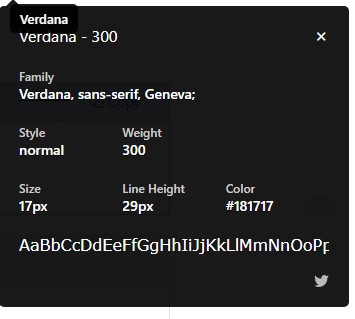 Verdana
Verdana - 300
Family
Verdana, sans-serif, Geneva;
Style Weight
normal 300
Size Line Height Color
17px 29px #181717
AaBbCcDdEeFfGgHhIiJjKkLlMmNnOoPp